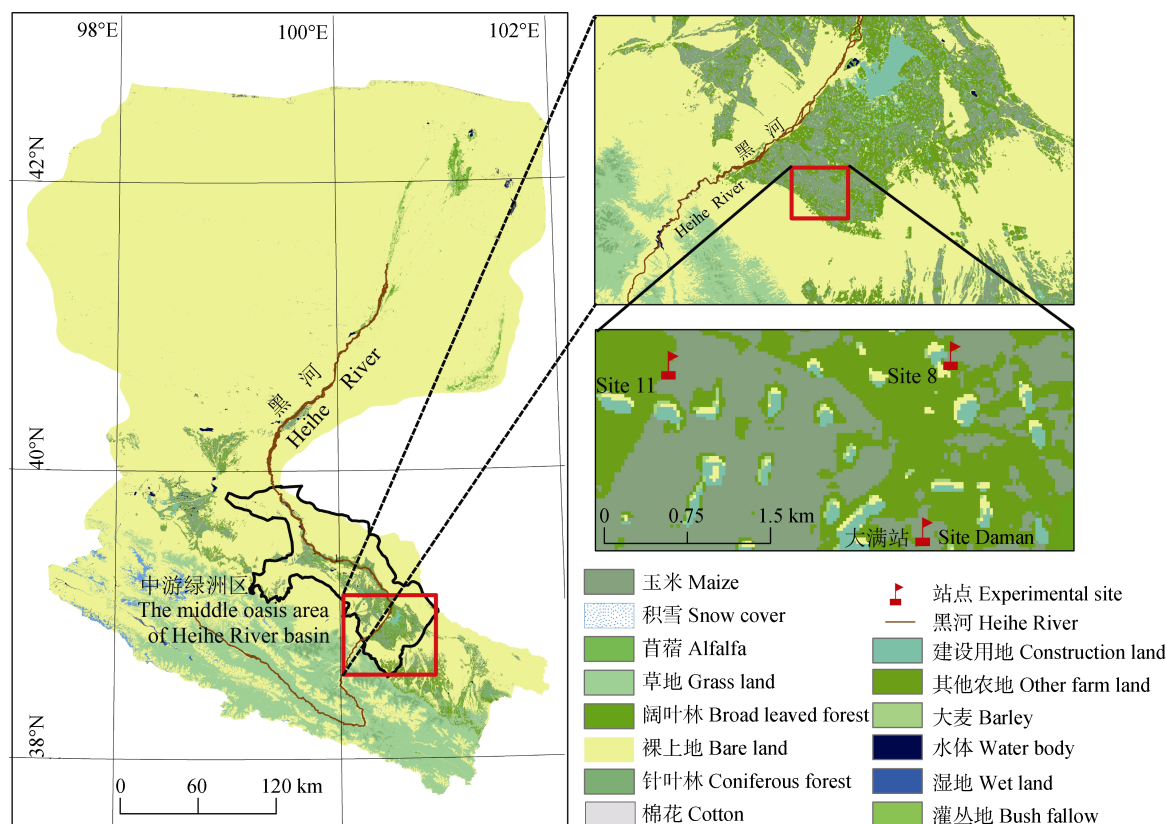 98°E
100°E
102°E
42°N
40°N
38°N
黑河
Heihe River
中游绿洲区
The middle oasis area
of Heihe River basin
0 60 120 km
黑河
Heihe River
Site 11
Site 8
0 0.75 1.5 km
大满站
Site Daman
玉米 Maize
积雪 Snow cover
苜蓿 Alfalfa
草地 Grass land
阔叶林 Broad leaved forest
裸上地 Bare land
针叶林 Coniferous forest
棉花 Cotton
站点 Experimental site
黑河 Heihe River
建设用地 Construction land
其他农地 Other farm land
大麦 Barley
水体 Water body
湿地 Wet land
灌丛地 Bush fallow